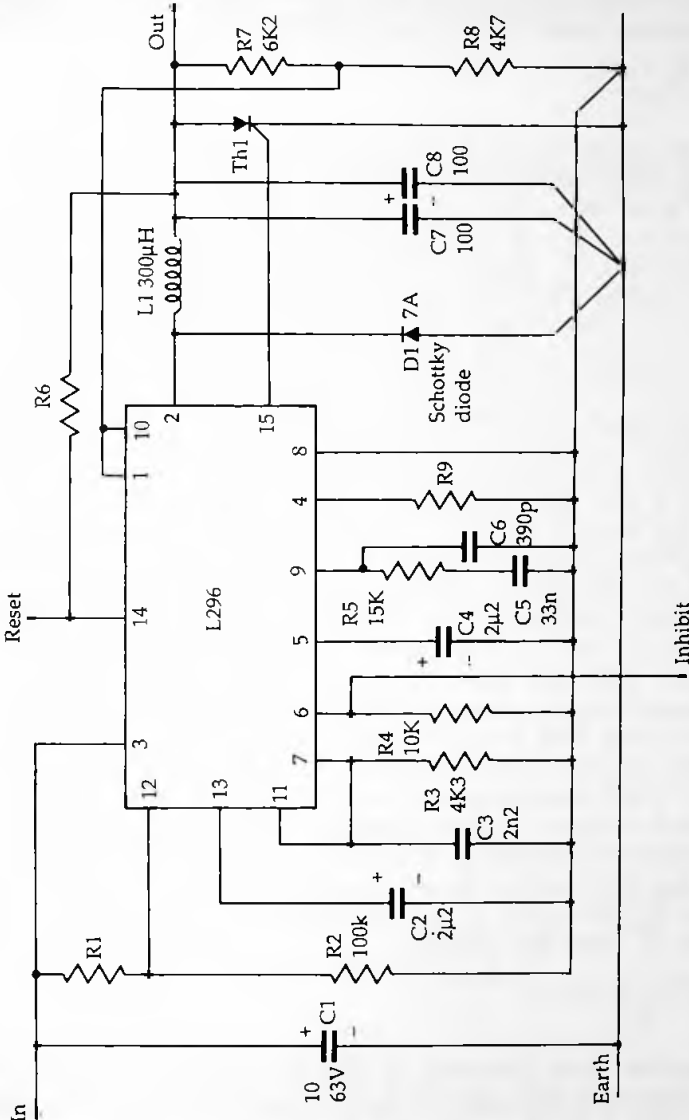 In
Out
Reset
Inhibit
Earth
L296
3
14
1
10
2
15
12
13
11
7
6
5
9
4
8
R1
R2
100k
10
63V
+
C1
−
+
C2
2μ2
−
C3
2n2
R3
4K3
R4
10K
+
C4
2μ2
−
R5
15K
C5
33n
C6
390p
R9
R6
L1 300μH
D1 7A
Schottky
diode
+
C7
100
−
C8
100
Th1
R7
6K2
R8
4K7